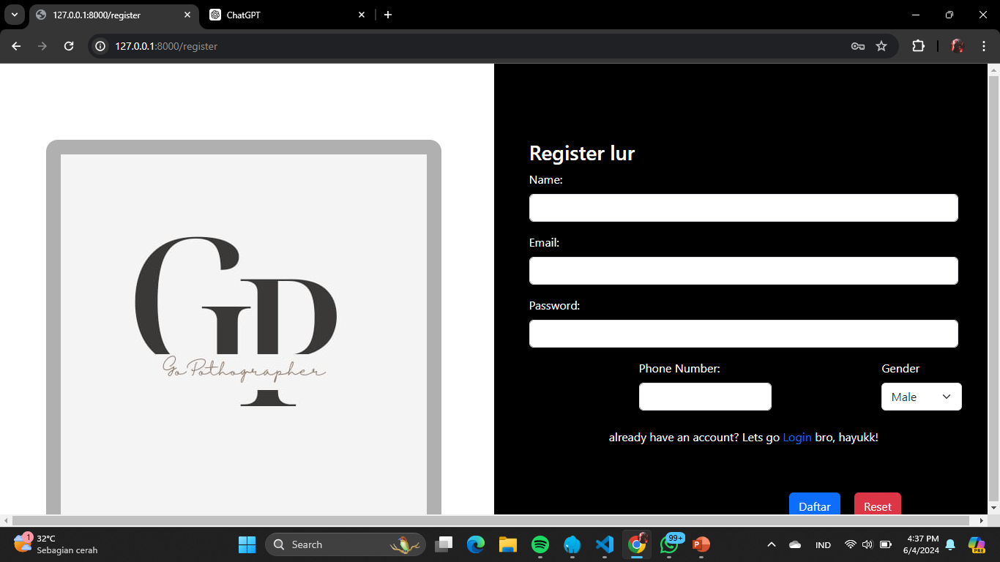 127.0.0.1:8000/register
ChatGPT
127.0.0.1:8000/register
GP
Go Pothographer
Register lur
Name:
Email:
Password:
Phone Number:
Gender
Male
already have an account? Lets go Login bro, hayukk!
Daftar
Reset
1
32°C
Sebagian cerah
Search
99+
IND
4:37 PM
6/4/2024
PRE